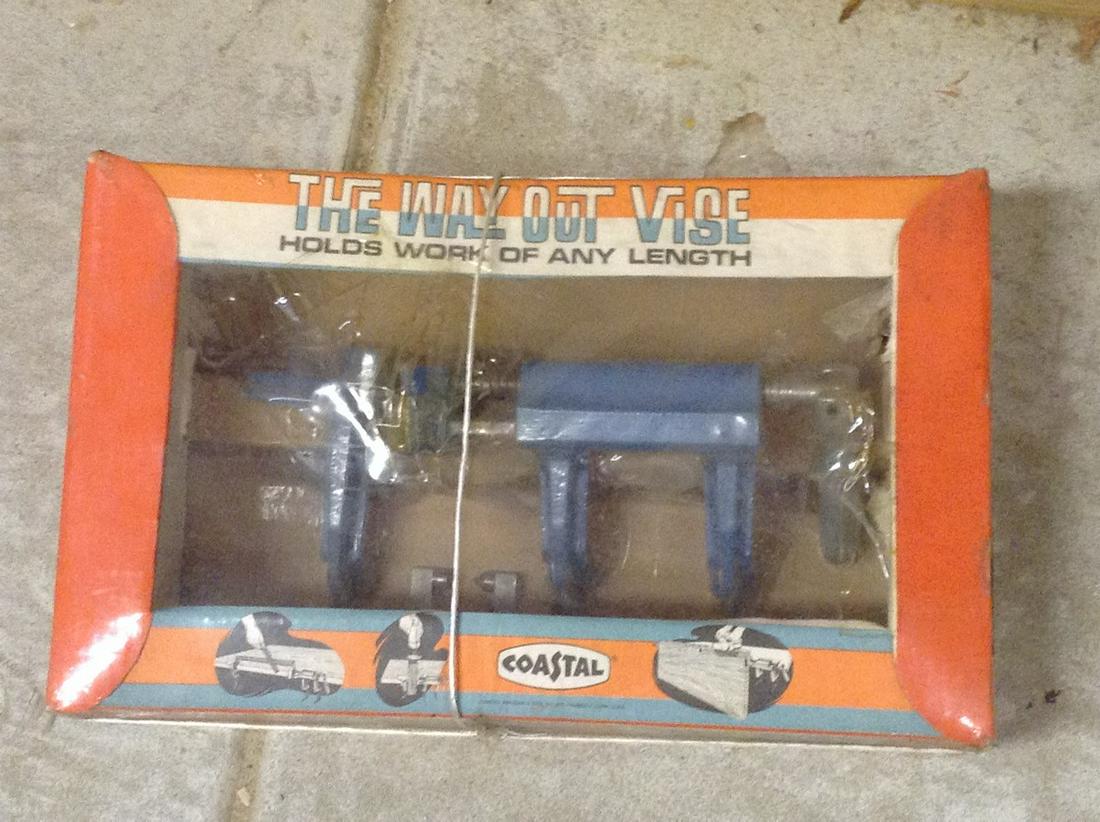 THE WAY OUT VISE
HOLDS WORK OF ANY LENGTH
COASTAL